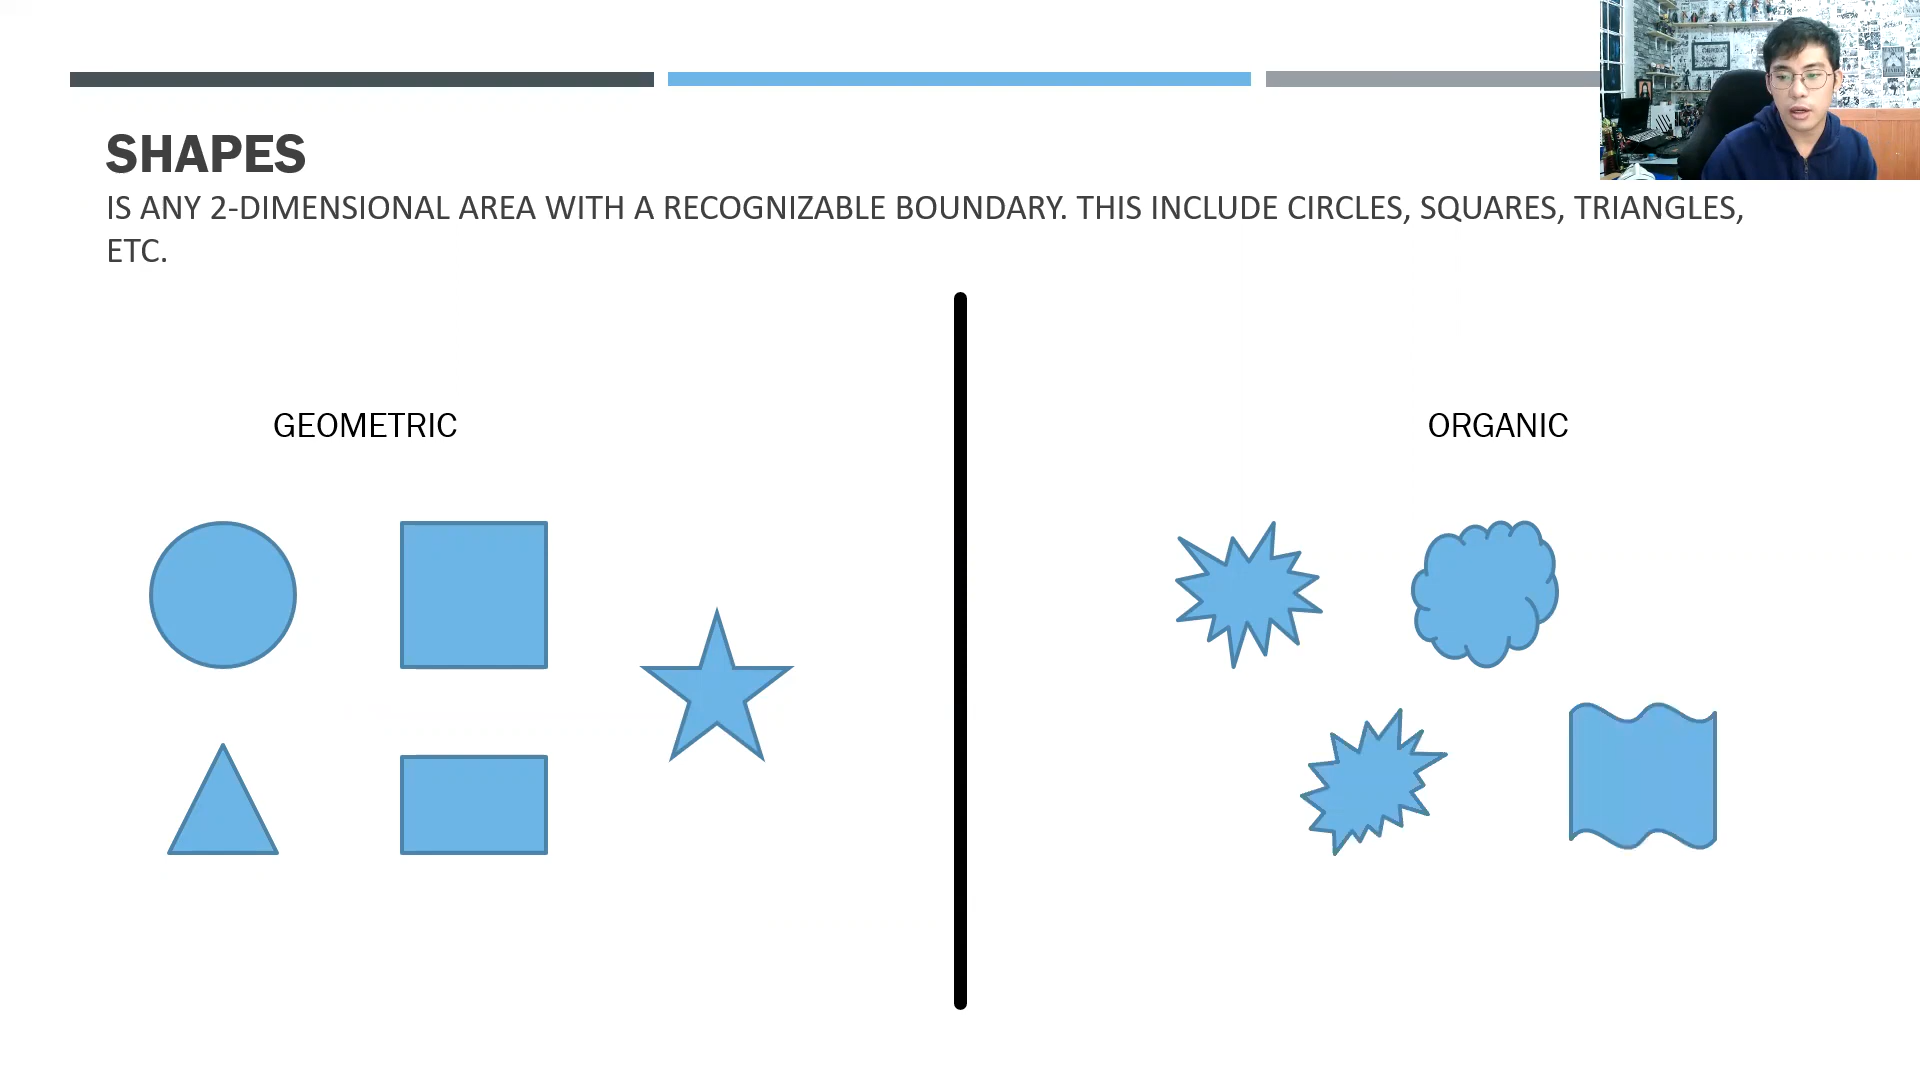 SHAPES
IS ANY 2-DIMENSIONAL AREA WITH A RECOGNIZABLE BOUNDARY. THIS INCLUDE CIRCLES, SQUARES, TRIANGLES,
ETC.
GEOMETRIC
ORGANIC